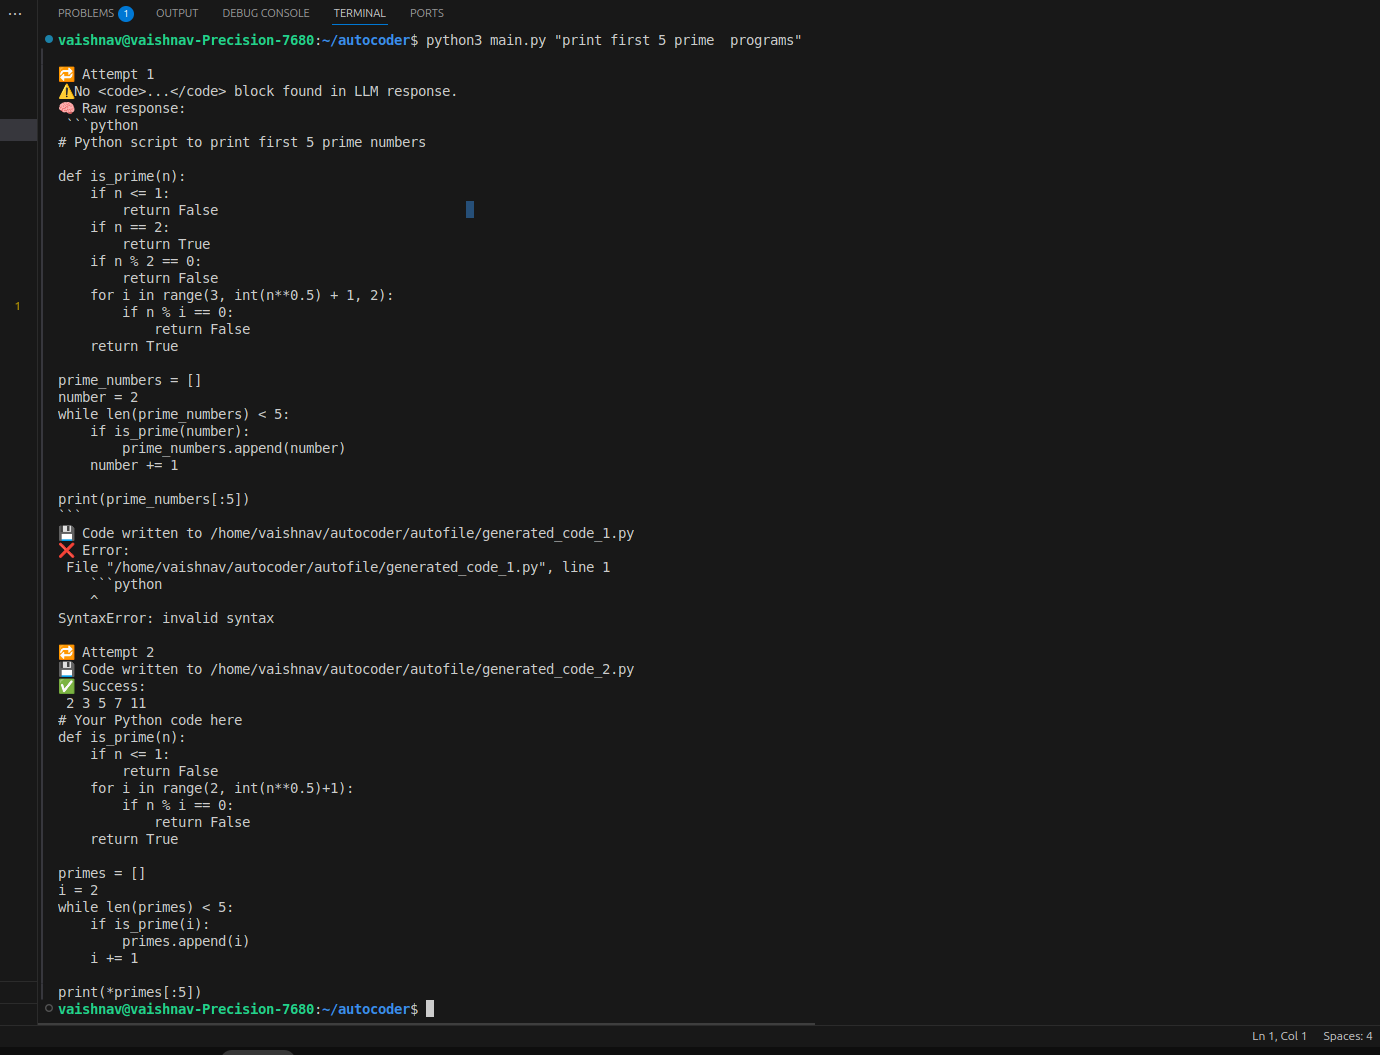 PROBLEMS 1 OUTPUT DEBUG CONSOLE TERMINAL PORTS
vaishnav@vaishnav-Precision-7680:~/autocoder$ python3 main.py "print first 5 prime  programs"
🔁 Attempt 1
⚠️No <code>...</code> block found in LLM response.
🧠 Raw response:
 ```python
# Python script to print first 5 prime numbers
def is_prime(n):
    if n <= 1:
        return False
    if n == 2:
        return True
    if n % 2 == 0:
        return False
    for i in range(3, int(n**0.5) + 1, 2):
        if n % i == 0:
            return False
    return True
prime_numbers = []
number = 2
while len(prime_numbers) < 5:
    if is_prime(number):
        prime_numbers.append(number)
    number += 1
print(prime_numbers[:5])
```
💾 Code written to /home/vaishnav/autocoder/autofile/generated_code_1.py
❌ Error:
 File "/home/vaishnav/autocoder/autofile/generated_code_1.py", line 1
    ```python
    ^
SyntaxError: invalid syntax
🔁 Attempt 2
💾 Code written to /home/vaishnav/autocoder/autofile/generated_code_2.py
✅ Success:
 2 3 5 7 11
# Your Python code here
def is_prime(n):
    if n <= 1:
        return False
    for i in range(2, int(n**0.5)+1):
        if n % i == 0:
            return False
    return True
primes = []
i = 2
while len(primes) < 5:
    if is_prime(i):
        primes.append(i)
    i += 1
print(*primes[:5])
vaishnav@vaishnav-Precision-7680:~/autocoder$
1
Ln 1, Col 1 Spaces: 4